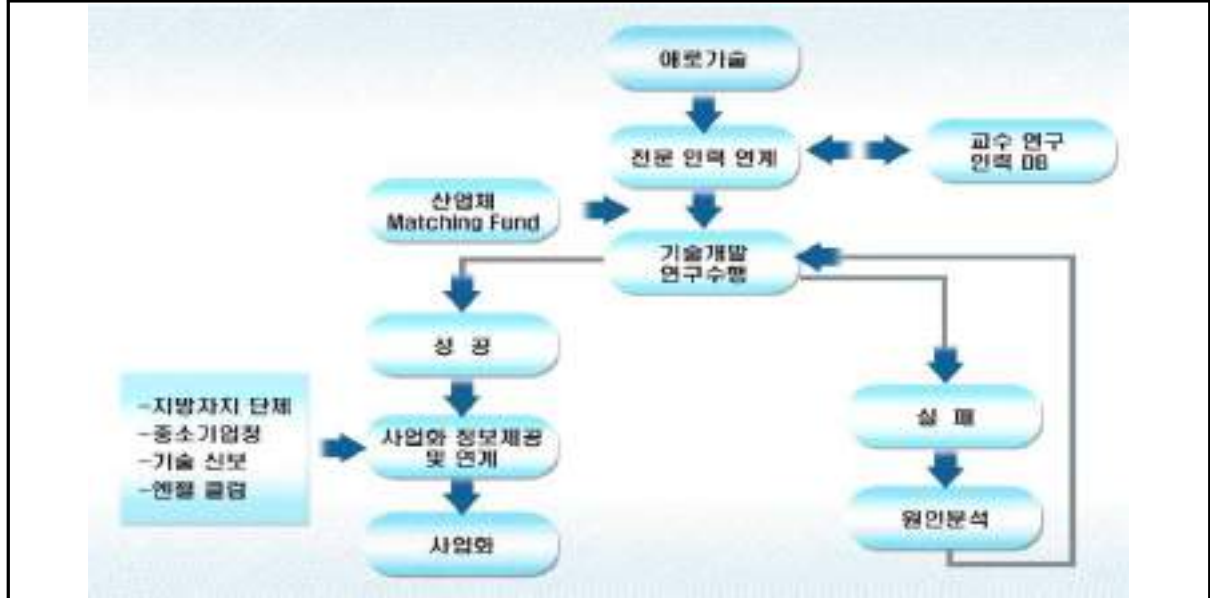 애로기술
전문 인력 연계
교수 연구
인력 DB
산업체
Matching Fund
기술개발
연구수행
성 공
실 패
-지방자치 단체
-중소기업청
-기술 신보
-엔젤 클럽
사업화 정보제공
및 연계
원인분석
사업화